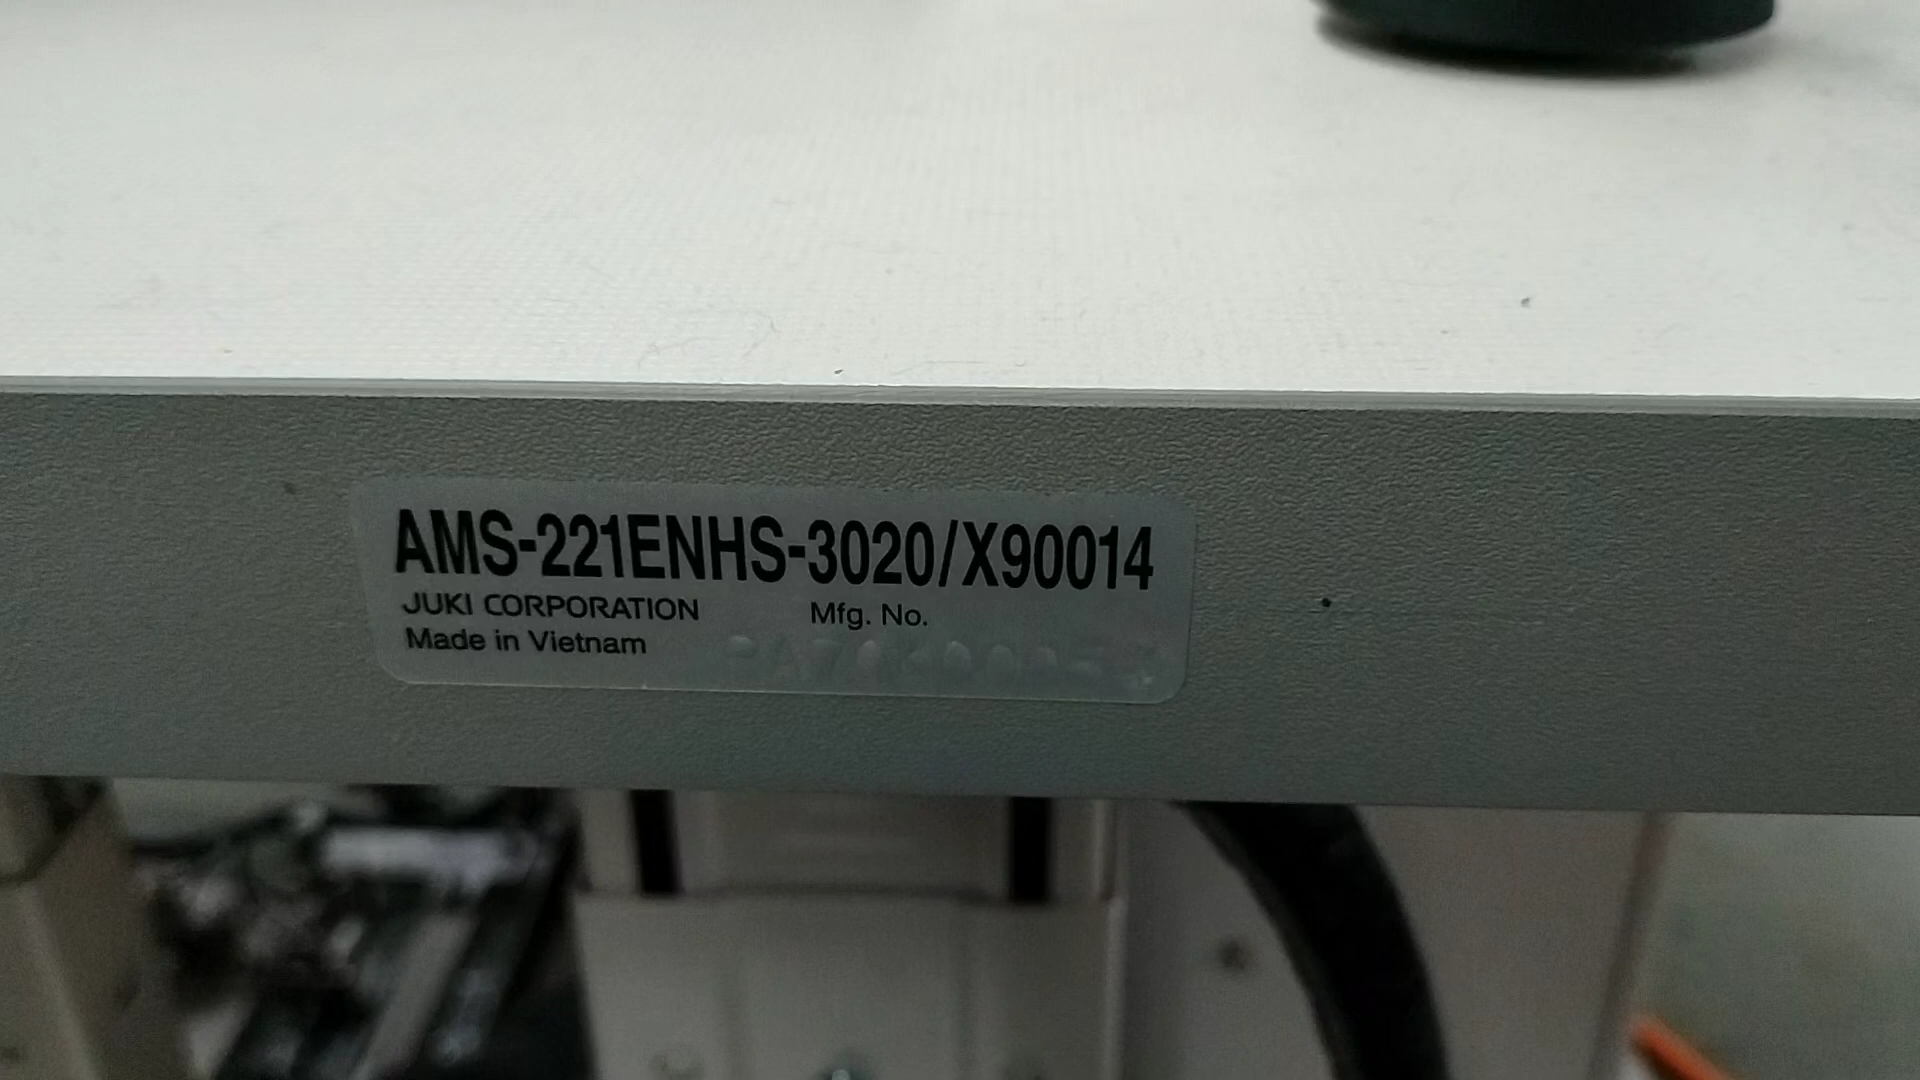 AMS-221ENHS-3020/X90014
JUKI CORPORATION Mfg. No.
Made in Vietnam